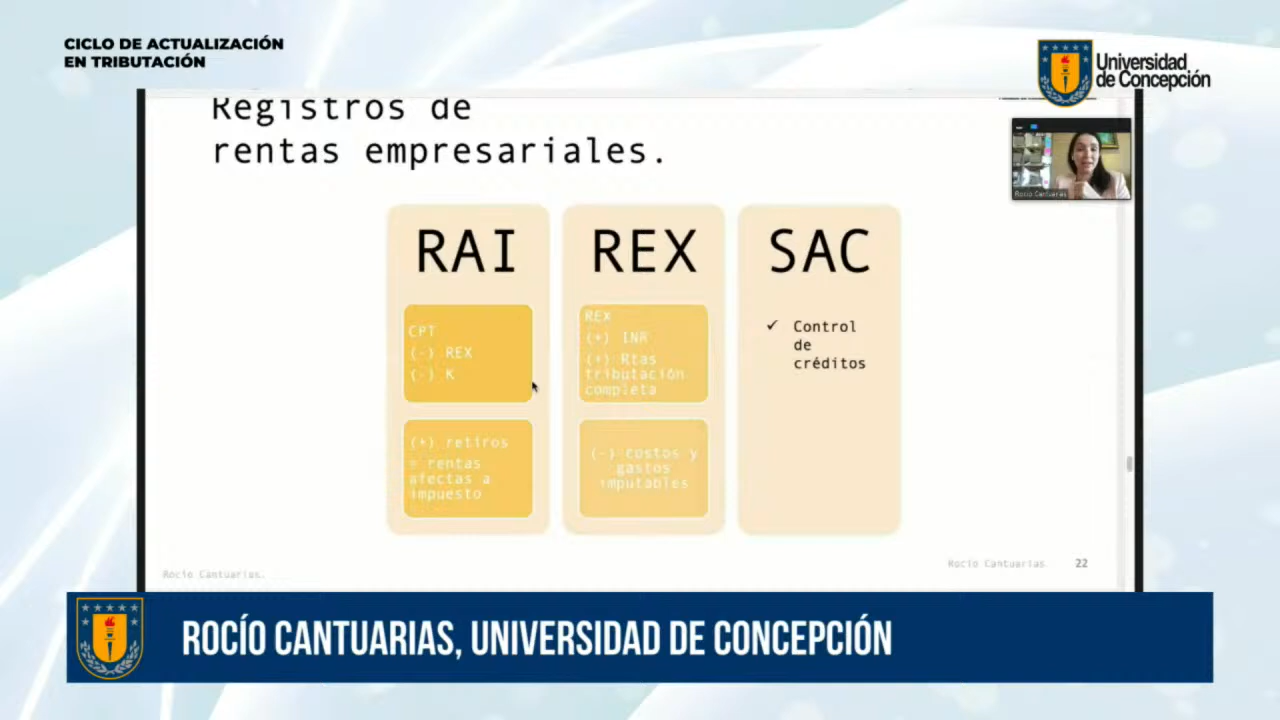 CICLO DE ACTUALIZACIÓN
EN TRIBUTACIÓN
Universidad
de Concepción
Registros de
rentas empresariales.
Rocío Cantuarias
RAI
CPT
(-) REX
(-) K
(+) retiros
= rentas
afectas a
impuesto
REX
REX
(+) INR
(+) Rtas
tributación
completa
(-) costos y
gastos
imputables
SAC
✓ Control
de
créditos
Rocío Cantuarias.
Rocío Cantuarias
22
ROCÍO CANTUARIAS, UNIVERSIDAD DE CONCEPCIÓN